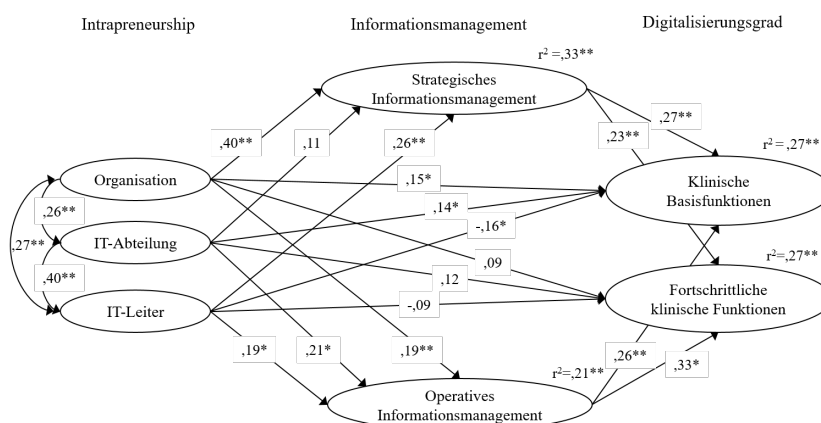 Intrapreneurship
Informationsmanagement
Digitalisierungsgrad
r² =,33**
Strategisches
Informationsmanagement
,27**
,40**
,11
,26**
,23**
r² = ,27**
Organisation
,15*
Klinische
Basisfunktionen
,26**
,14*
-,16*
,27**
IT-Abteilung
,09
r²=,27**
,40**
,12
Fortschrittliche
klinische Funktionen
IT-Leiter
-,09
,19*
,21*
,19**
,26**
,33*
r²=,21**
Operatives
Informationsmanagement